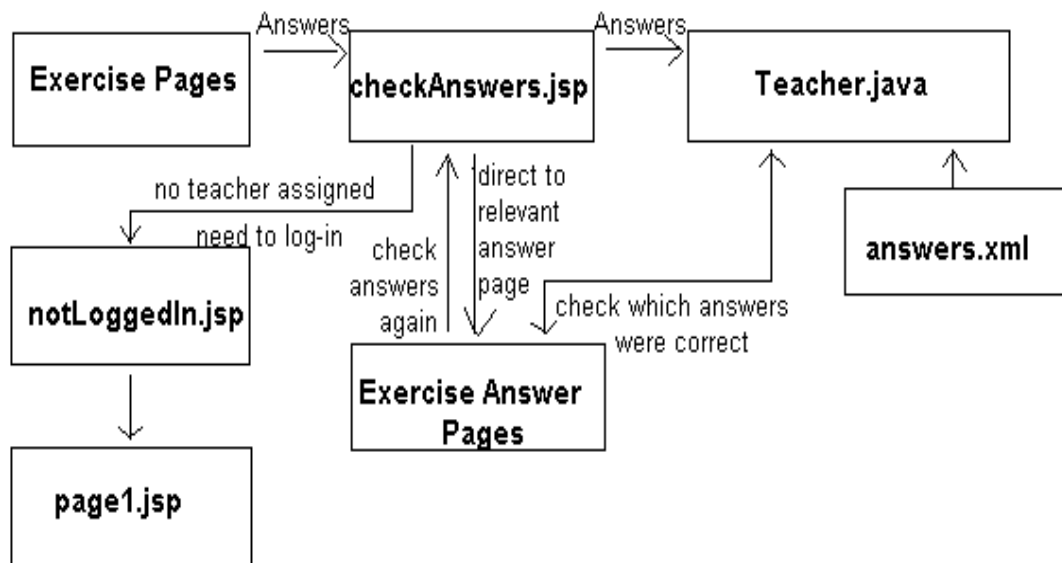 Answers
Answers
Exercise Pages
checkAnswers.jsp
Teacher.java
no teacher assigned
need to log-in
direct to
relevant
answer
page
check
answers
again
answers.xml
notLoggedIn.jsp
check which answers
were correct
Exercise Answer
Pages
page1.jsp